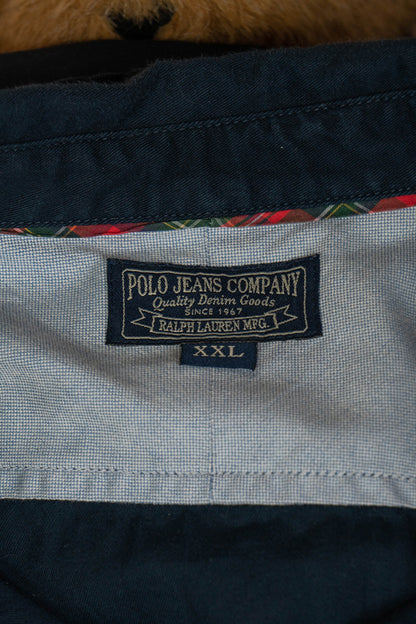 POLO JEANS COMPANY
Quality Denim Goods
SINCE 1967
RALPH LAUREN MFG.
XXL